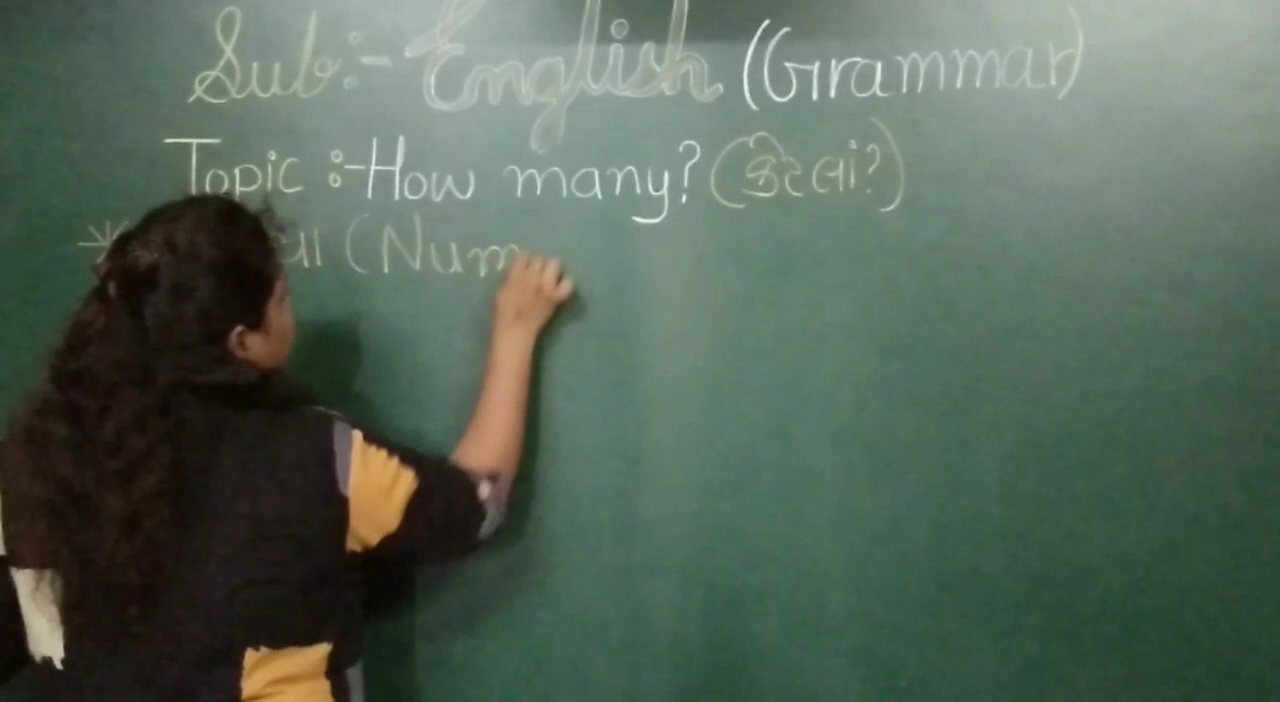 Sub:- English (Grammar)
Topic :- How many? (કેટલાં?)
* (Num